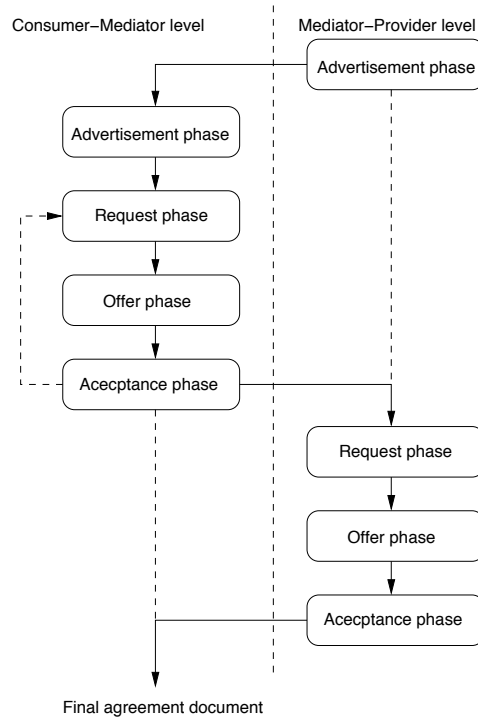 Consumer–Mediator level
Mediator–Provider level
Advertisement phase
Advertisement phase
Request phase
Offer phase
Acecptance phase
Request phase
Offer phase
Acecptance phase
Final agreement document